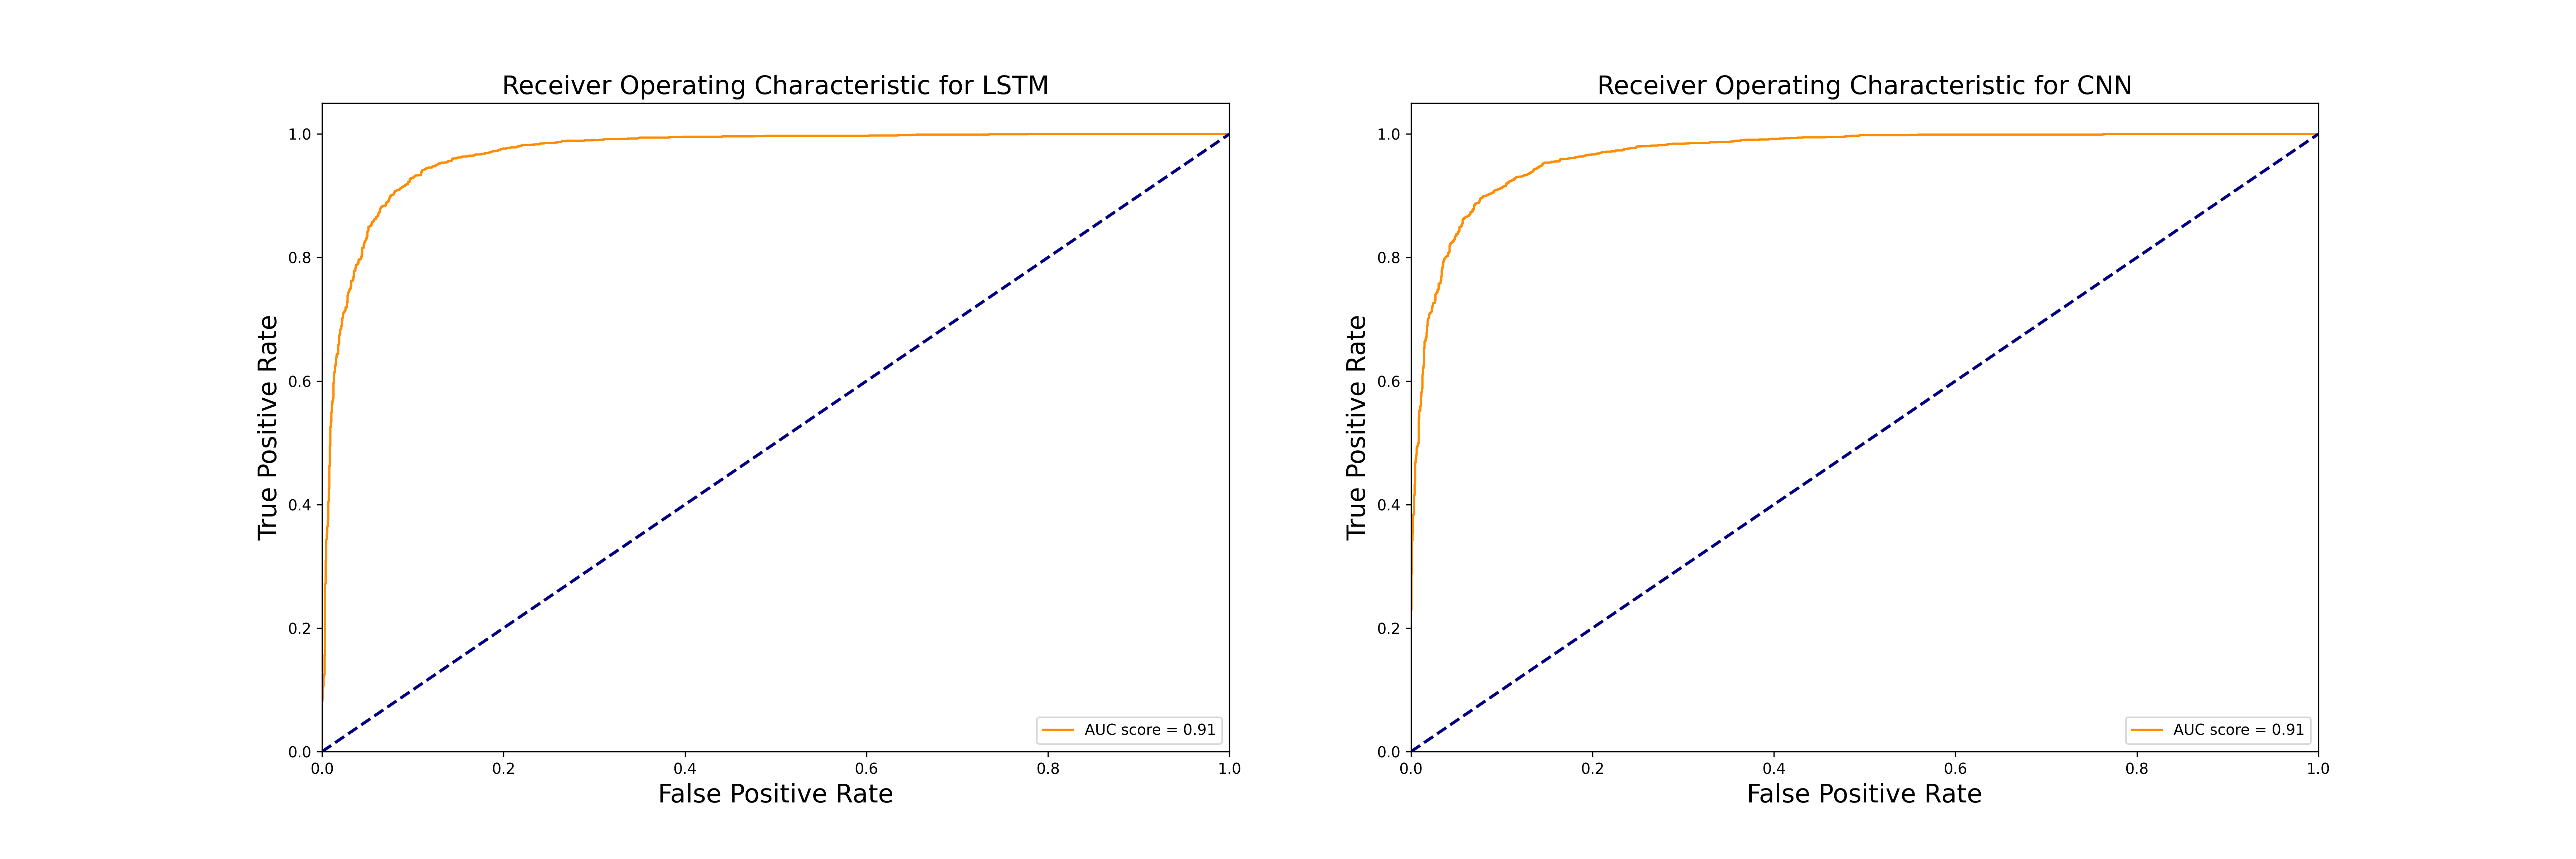 Receiver Operating Characteristic for LSTM
1.0
0.8
0.6
0.4
0.2
0.0
True Positive Rate
AUC score = 0.91
0.0 0.2 0.4 0.6 0.8 1.0
False Positive Rate
Receiver Operating Characteristic for CNN
1.0
0.8
0.6
0.4
0.2
0.0
True Positive Rate
AUC score = 0.91
0.0 0.2 0.4 0.6 0.8 1.0
False Positive Rate